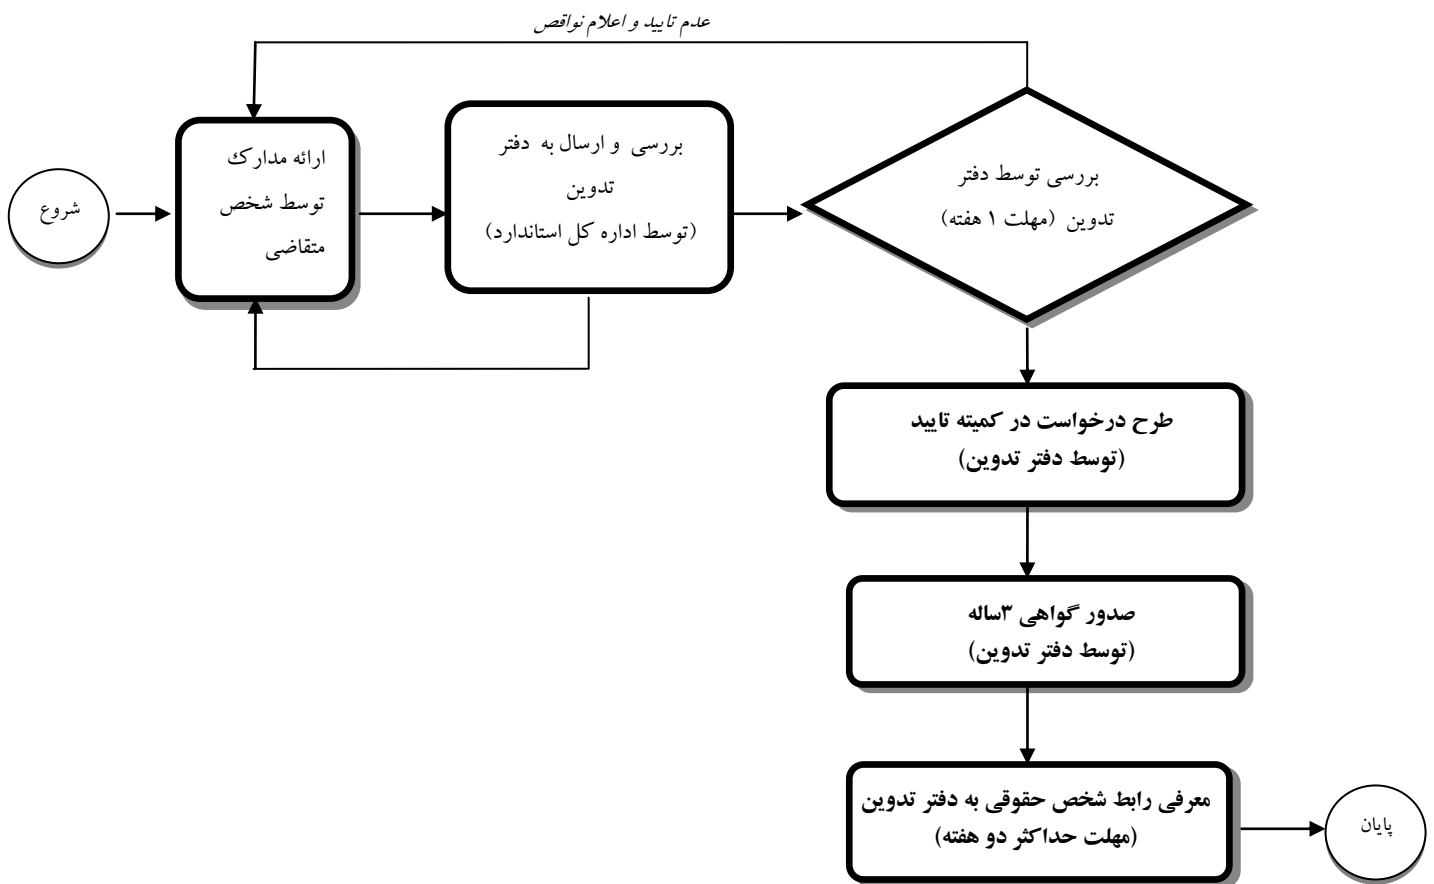 عدم تایید و اعلام نواقص
شروع
ارائه مدارک
توسط شخص
متقاضی
بررسی و ارسال به دفتر
تدوین
(توسط اداره کل استاندارد)
بررسی توسط دفتر
تدوین (مهلت ۱ هفته)
طرح درخواست در کمیته تایید
(توسط دفتر تدوین)
صدور گواهی ۳ساله
(توسط دفتر تدوین)
معرفی رابط شخص حقوقی به دفتر تدوین
(مهلت حداکثر دو هفته)
پایان